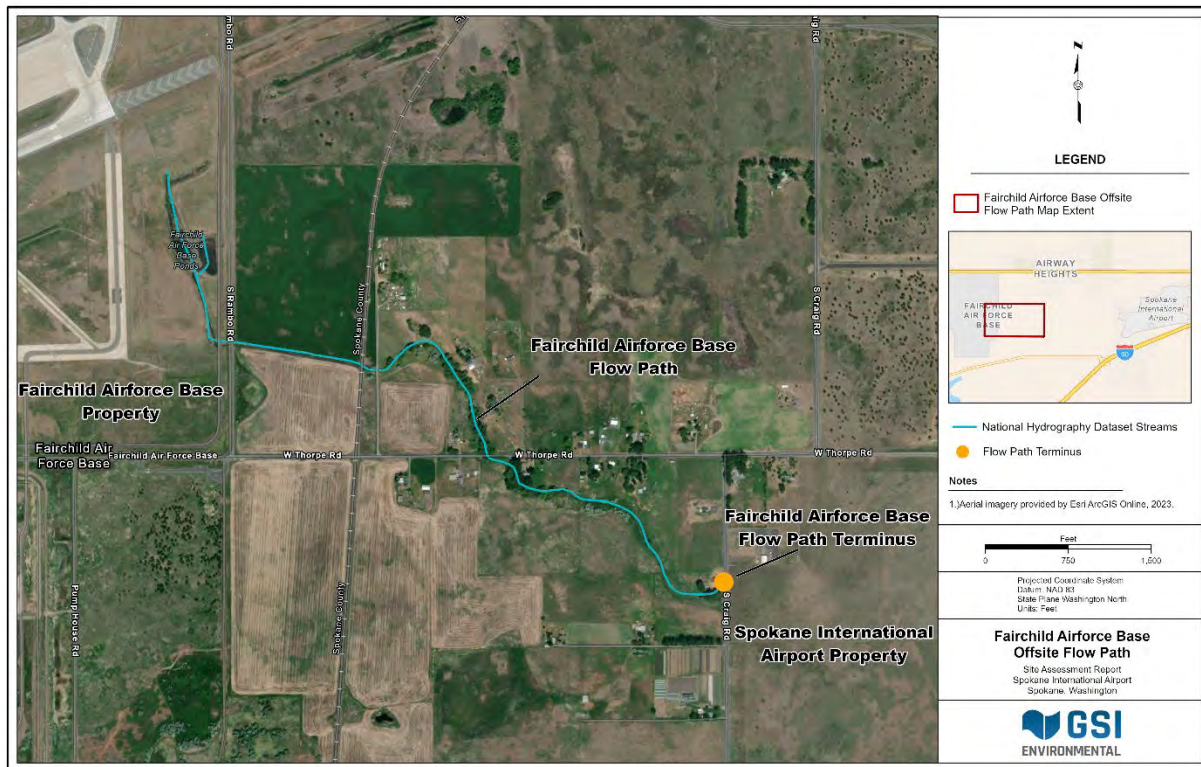 mbo Rd
S
aig Rd
Fairchild
Air Force
Base
Ponds
S Rambo Rd
Spokane County
S Craig Rd
Fairchild Airforce Base
Flow Path
Fairchild Airforce Base
Property
Fairchild Air
Force Base
Fairchild Air Force Base
W Thorpe Rd
W Thorpe Rd
W Thorpe Rd
Fairchild Airforce Base
Flow Path Terminus
Pumphouse Rd
Spokane County
S Craig Rd
Spokane International
Airport Property
N
LEGEND
Fairchild Airforce Base Offsite
Flow Path Map Extent
AIRWAY
HEIGHTS
FAIRCHILD
AIR FORCE
BASE
Spokane
International
Airport
90
National Hydrography Dataset Streams
Flow Path Terminus
Notes
1.)Aerial imagery provided by Esri ArcGIS Online, 2023.
Feet
0 750 1,500
Projected Coordinate System
Datum: NAD 83
State Plane Washington North
Units: Feet
Fairchild Airforce Base
Offsite Flow Path
Site Assessment Report
Spokane International Airport
Spokane, Washington
GSI
ENVIRONMENTAL